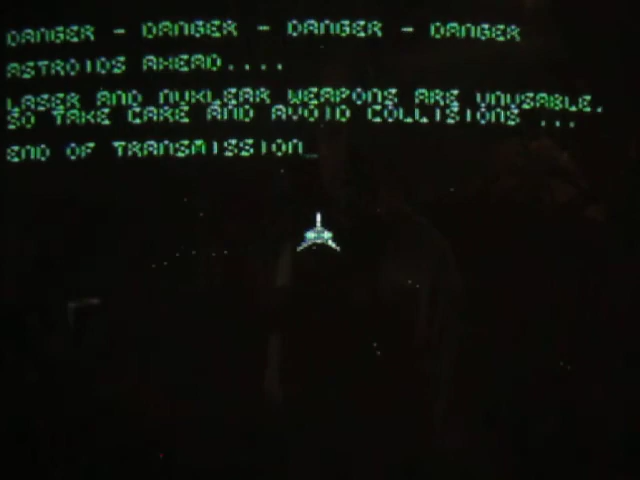 DANGER - DANGER - DANGER - DANGER
ASTROIDS AHEAD....
LASER AND NUKLEAR WEAPONS ARE UNUSABLE.
SO TAKE CARE AND AVOID COLLISIONS ...
END OF TRANSMISSION_